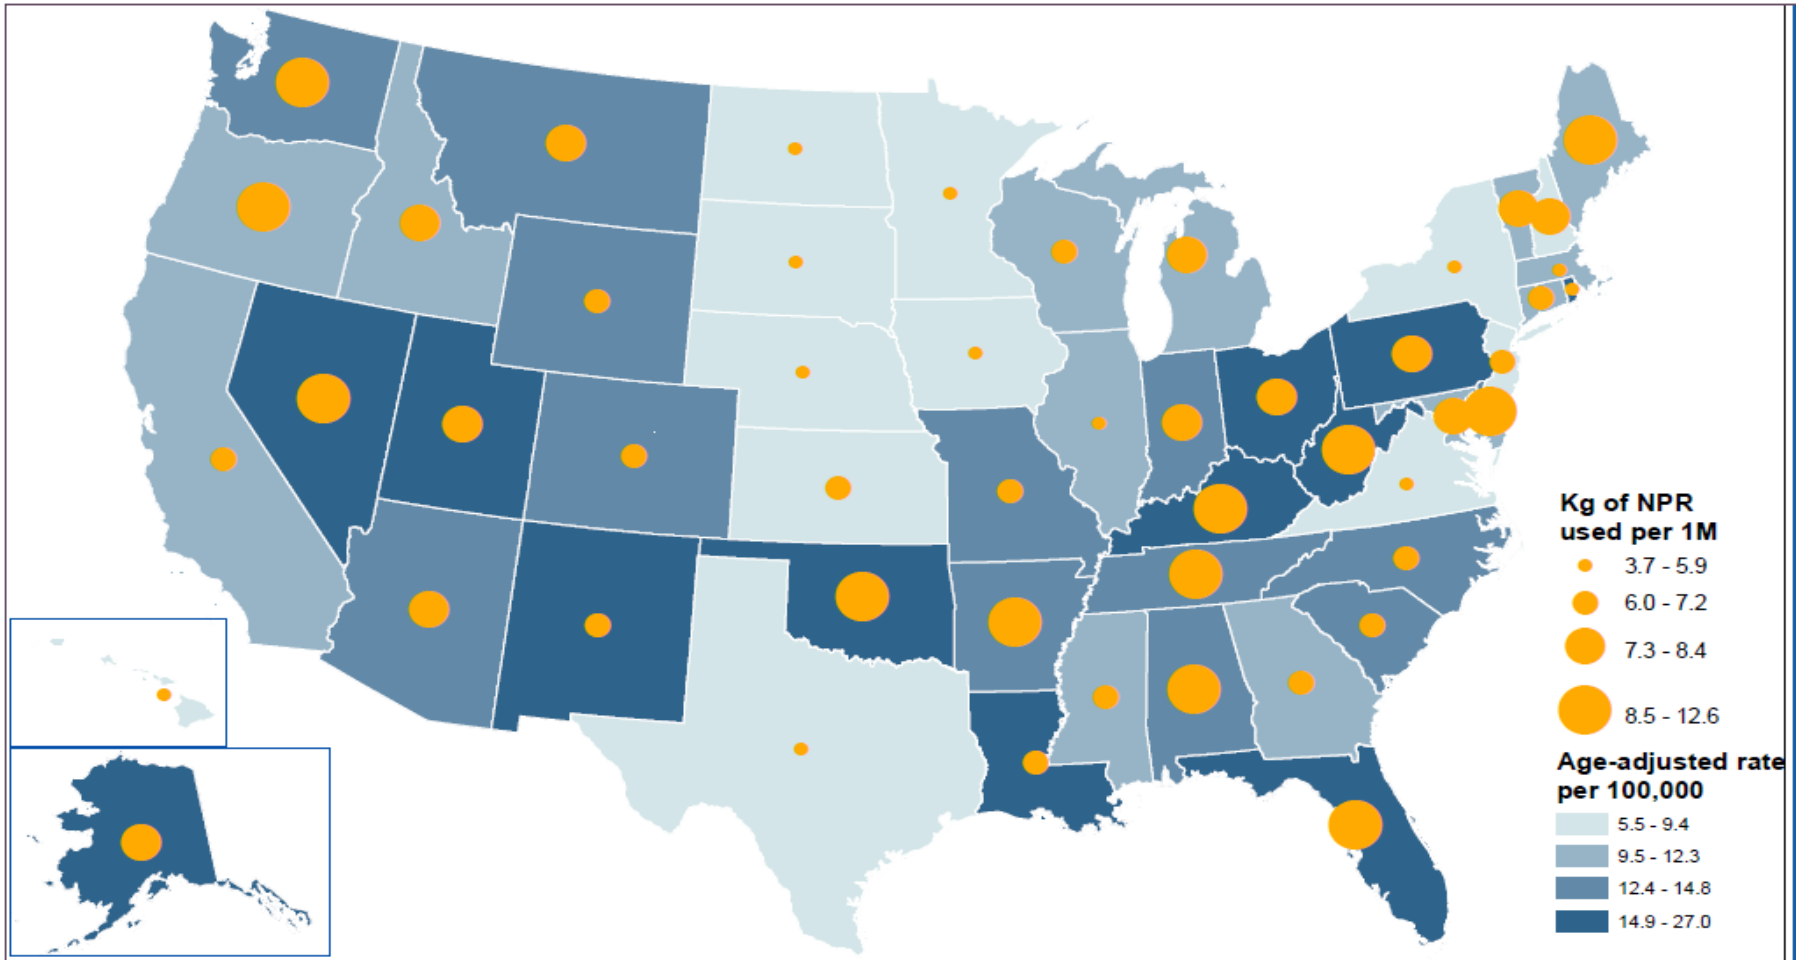 Kg of NPR
used per 1M
3.7 - 5.9
6.0 - 7.2
7.3 - 8.4
8.5 - 12.6
Age-adjusted rate
per 100,000
5.5 - 9.4
9.5 - 12.3
12.4 - 14.8
14.9 - 27.0